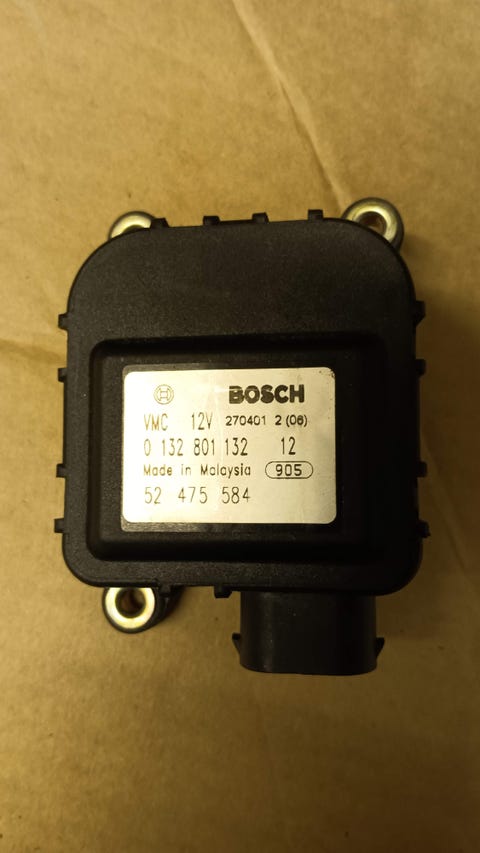 BOSCH
VMC 12V 270401 2 (06)
0 132 801 132 12
Made in Malaysia 905
52 475 584